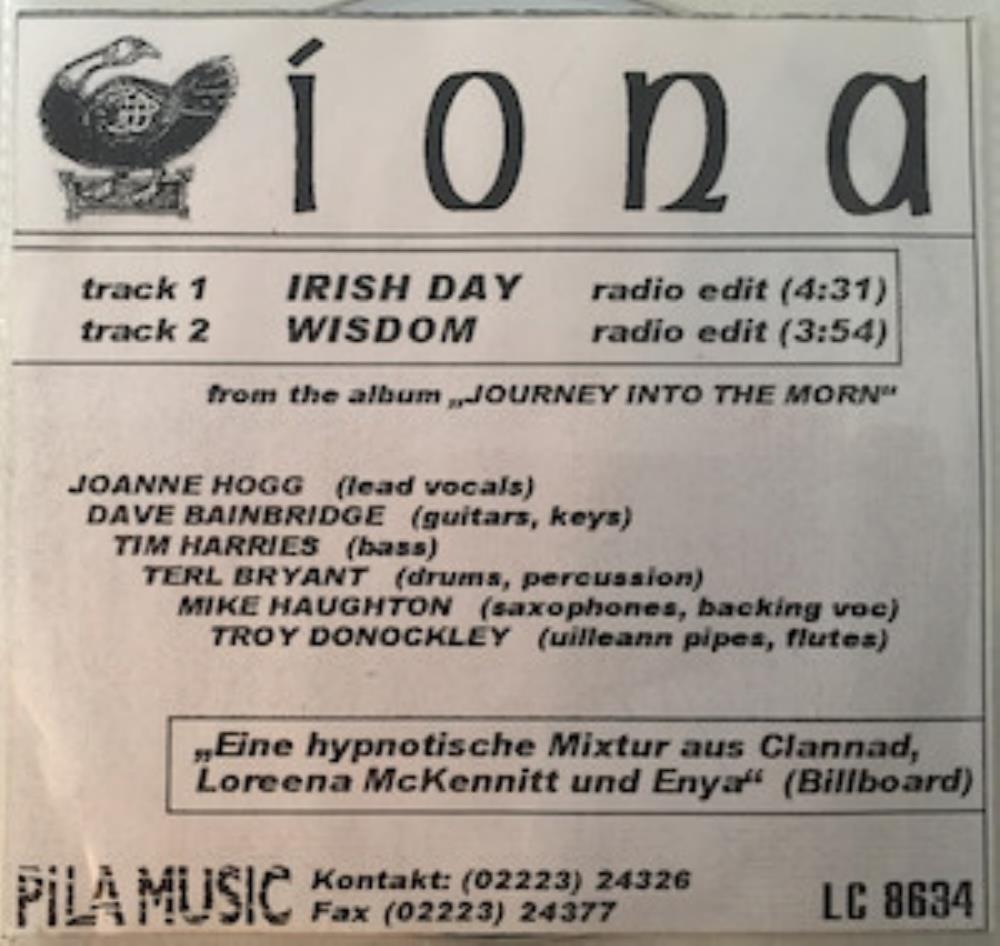 íona
track 1 IRISH DAY radio edit (4:31)
track 2 WISDOM radio edit (3:54)
from the album „JOURNEY INTO THE MORN“
JOANNE HOGG (lead vocals)
DAVE BAINBRIDGE (guitars, keys)
TIM HARRIES (bass)
TERL BRYANT (drums, percussion)
MIKE HAUGHTON (saxophones, backing voc)
TROY DONOCKLEY (uilleann pipes, flutes)
„Eine hypnotische Mixtur aus Clannad,
Loreena McKennitt und Enya“ (Billboard)
PiLA MUSIC Kontakt: (02223) 24326
Fax (02223) 24377
LC 8634